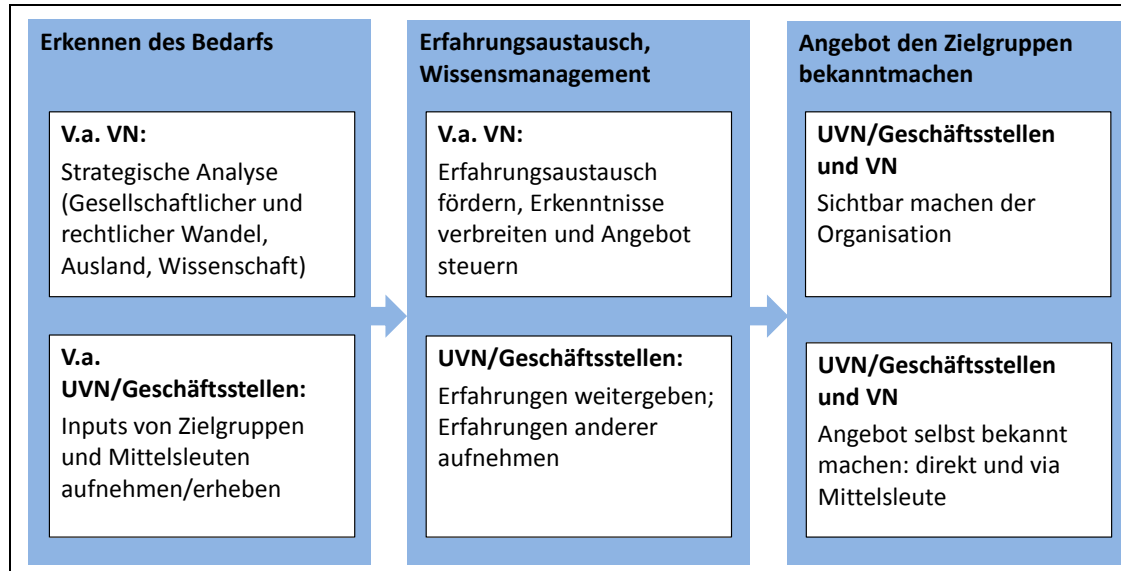 Erkennen des Bedarfs
V.a. VN:
Strategische Analyse
(Gesellschaftlicher und
rechtlicher Wandel,
Ausland, Wissenschaft)
V.a.
UVN/Geschäftsstellen:
Inputs von Zielgruppen
und Mittelsleuten
aufnehmen/erheben
Erfahrungsaustausch,
Wissensmanagement
V.a. VN:
Erfahrungsaustausch
fördern, Erkenntnisse
verbreiten und Angebot
steuern
UVN/Geschäftsstellen:
Erfahrungen weitergeben;
Erfahrungen anderer
aufnehmen
Angebot den Zielgruppen
bekanntmachen
UVN/Geschäftsstellen
und VN
Sichtbar machen der
Organisation
UVN/Geschäftsstellen
und VN
Angebot selbst bekannt
machen: direkt und via
Mittelsleute